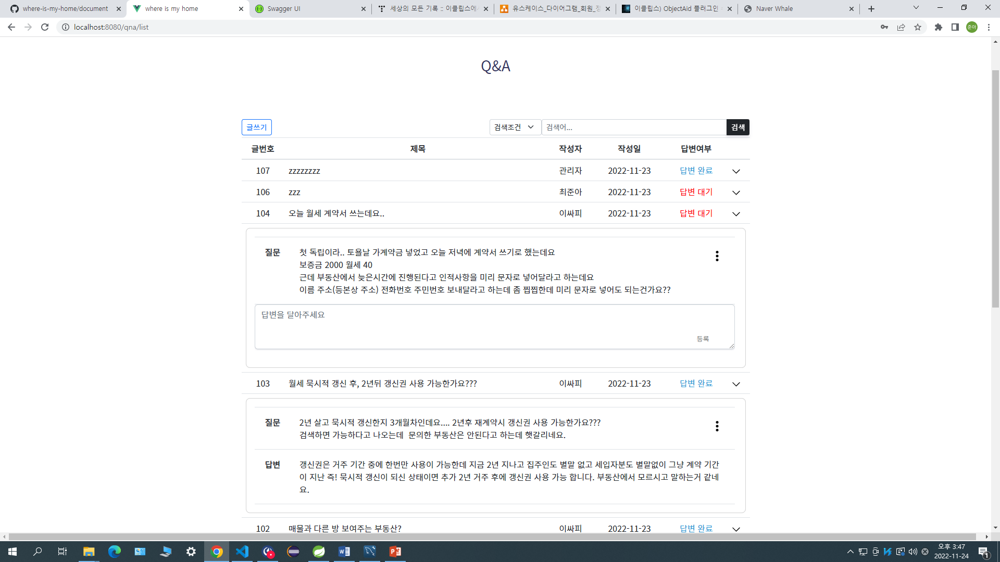 where-is-my-home/document
where is my home
Swagger UI
세상의 모든 기록 :: 이클립스에서
유스케이스_다이어그램_회원_정
이클립스) ObjectAid 플러그인
Naver Whale
localhost:8080/qna/list
준아
Q&A
글쓰기
검색조건
검색어...
검색
글번호 제목 작성자 작성일 답변여부
107 zzzzzzzz 관리자 2022-11-23 답변 완료
106 zzz 최준아 2022-11-23 답변 대기
104 오늘 월세 계약서 쓰는데요.. 이싸피 2022-11-23 답변 대기
질문 첫 독립이라.. 토욜날 가계약금 넣었고 오늘 저녁에 계약서 쓰기로 했는데요
보증금 2000 월세 40
근데 부동산에서 늦은시간에 진행된다고 인적사항을 미리 문자로 넣어달라고 하는데요
이름 주소(등본상 주소) 전화번호 주민번호 보내달라고 하는데 좀 찝찝한데 미리 문자로 넣어도 되는건가요??
답변을 달아주세요
등록
103 월세 묵시적 갱신 후, 2년뒤 갱신권 사용 가능한가요??? 이싸피 2022-11-23 답변 완료
질문 2년 살고 묵시적 갱신한지 3개월차인데요.... 2년후 재계약시 갱신권 사용 가능한가요???
검색하면 가능하다고 나오는데  문의한 부동산은 안된다고 하는데 햇갈리네요.
답변 갱신권은 거주 기간 중에 한번만 사용이 가능한데 지금 2년 지나고 집주인도 별말 없고 세입자분도 별말없이 그냥 계약 기간
이 지난 즉! 묵시적 갱신이 되신 상태이면 추가 2년 거주 후에 갱신권 사용 가능 합니다. 부동산에서 모르시고 말하는거 같네
요.
102 매물과 다른 방 보여주는 부동산? 이싸피 2022-11-23 답변 완료
오후 3:47
2022-11-24
1